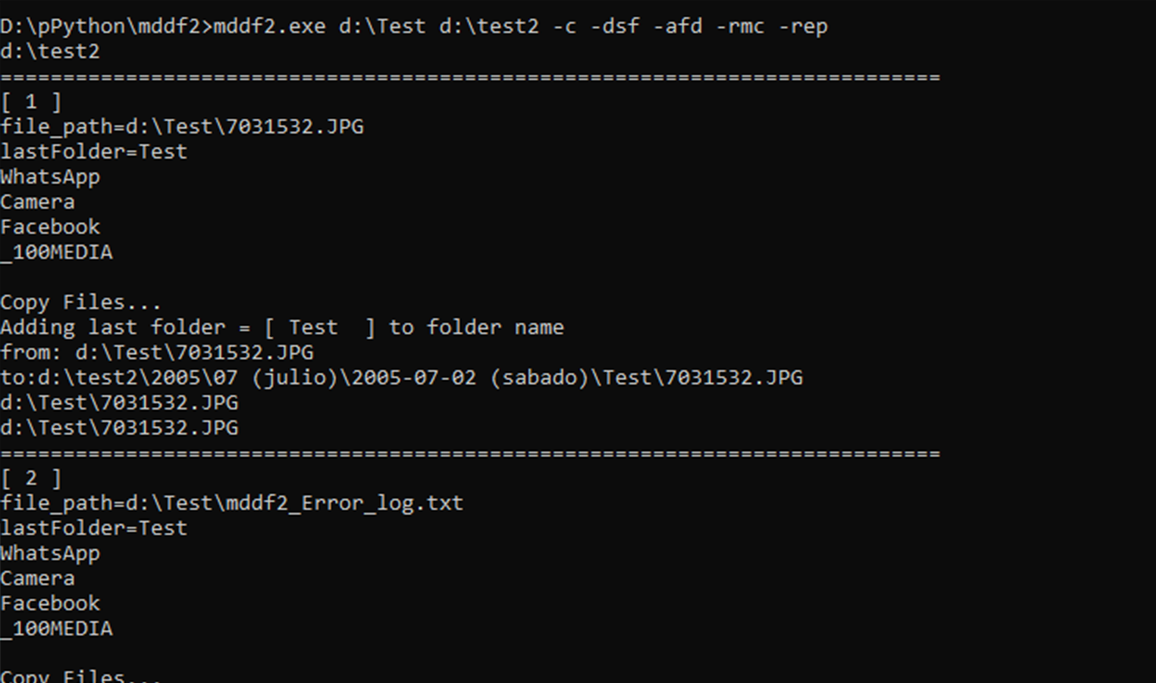 D:\pPython\mddf2>mddf2.exe d:\Test d:\test2 -c -dsf -afd -rmc -rep
d:\test2
===========================================================================
[ 1 ]
file_path=d:\Test\7031532.JPG
lastFolder=Test
WhatsApp
Camera
Facebook
_100MEDIA
Copy Files...
Adding last folder = [ Test  ] to folder name
from: d:\Test\7031532.JPG
to:d:\test2\2005\07 (julio)\2005-07-02 (sabado)\Test\7031532.JPG
d:\Test\7031532.JPG
d:\Test\7031532.JPG
===========================================================================
[ 2 ]
file_path=d:\Test\mddf2_Error_log.txt
lastFolder=Test
WhatsApp
Camera
Facebook
_100MEDIA
Copy Files...